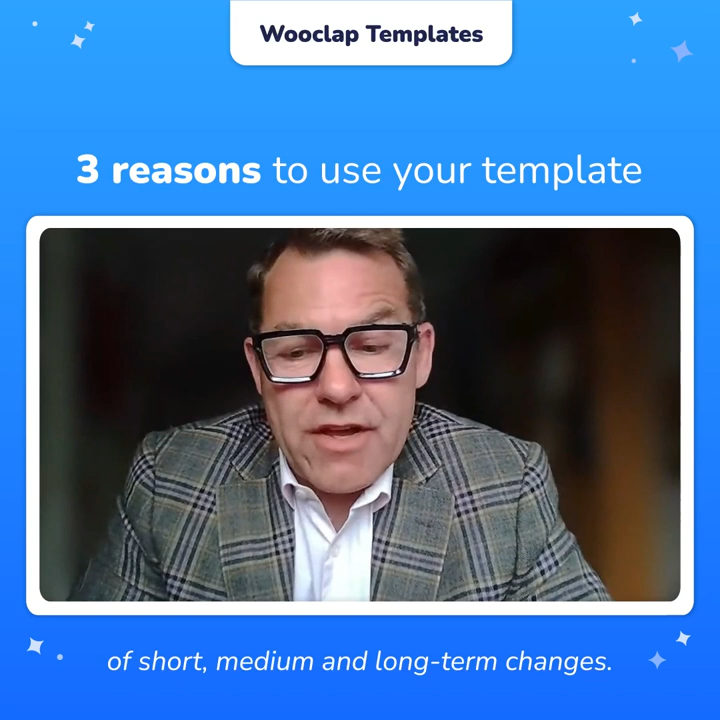 Wooclap Templates
3 reasons to use your template
of short, medium and long-term changes.